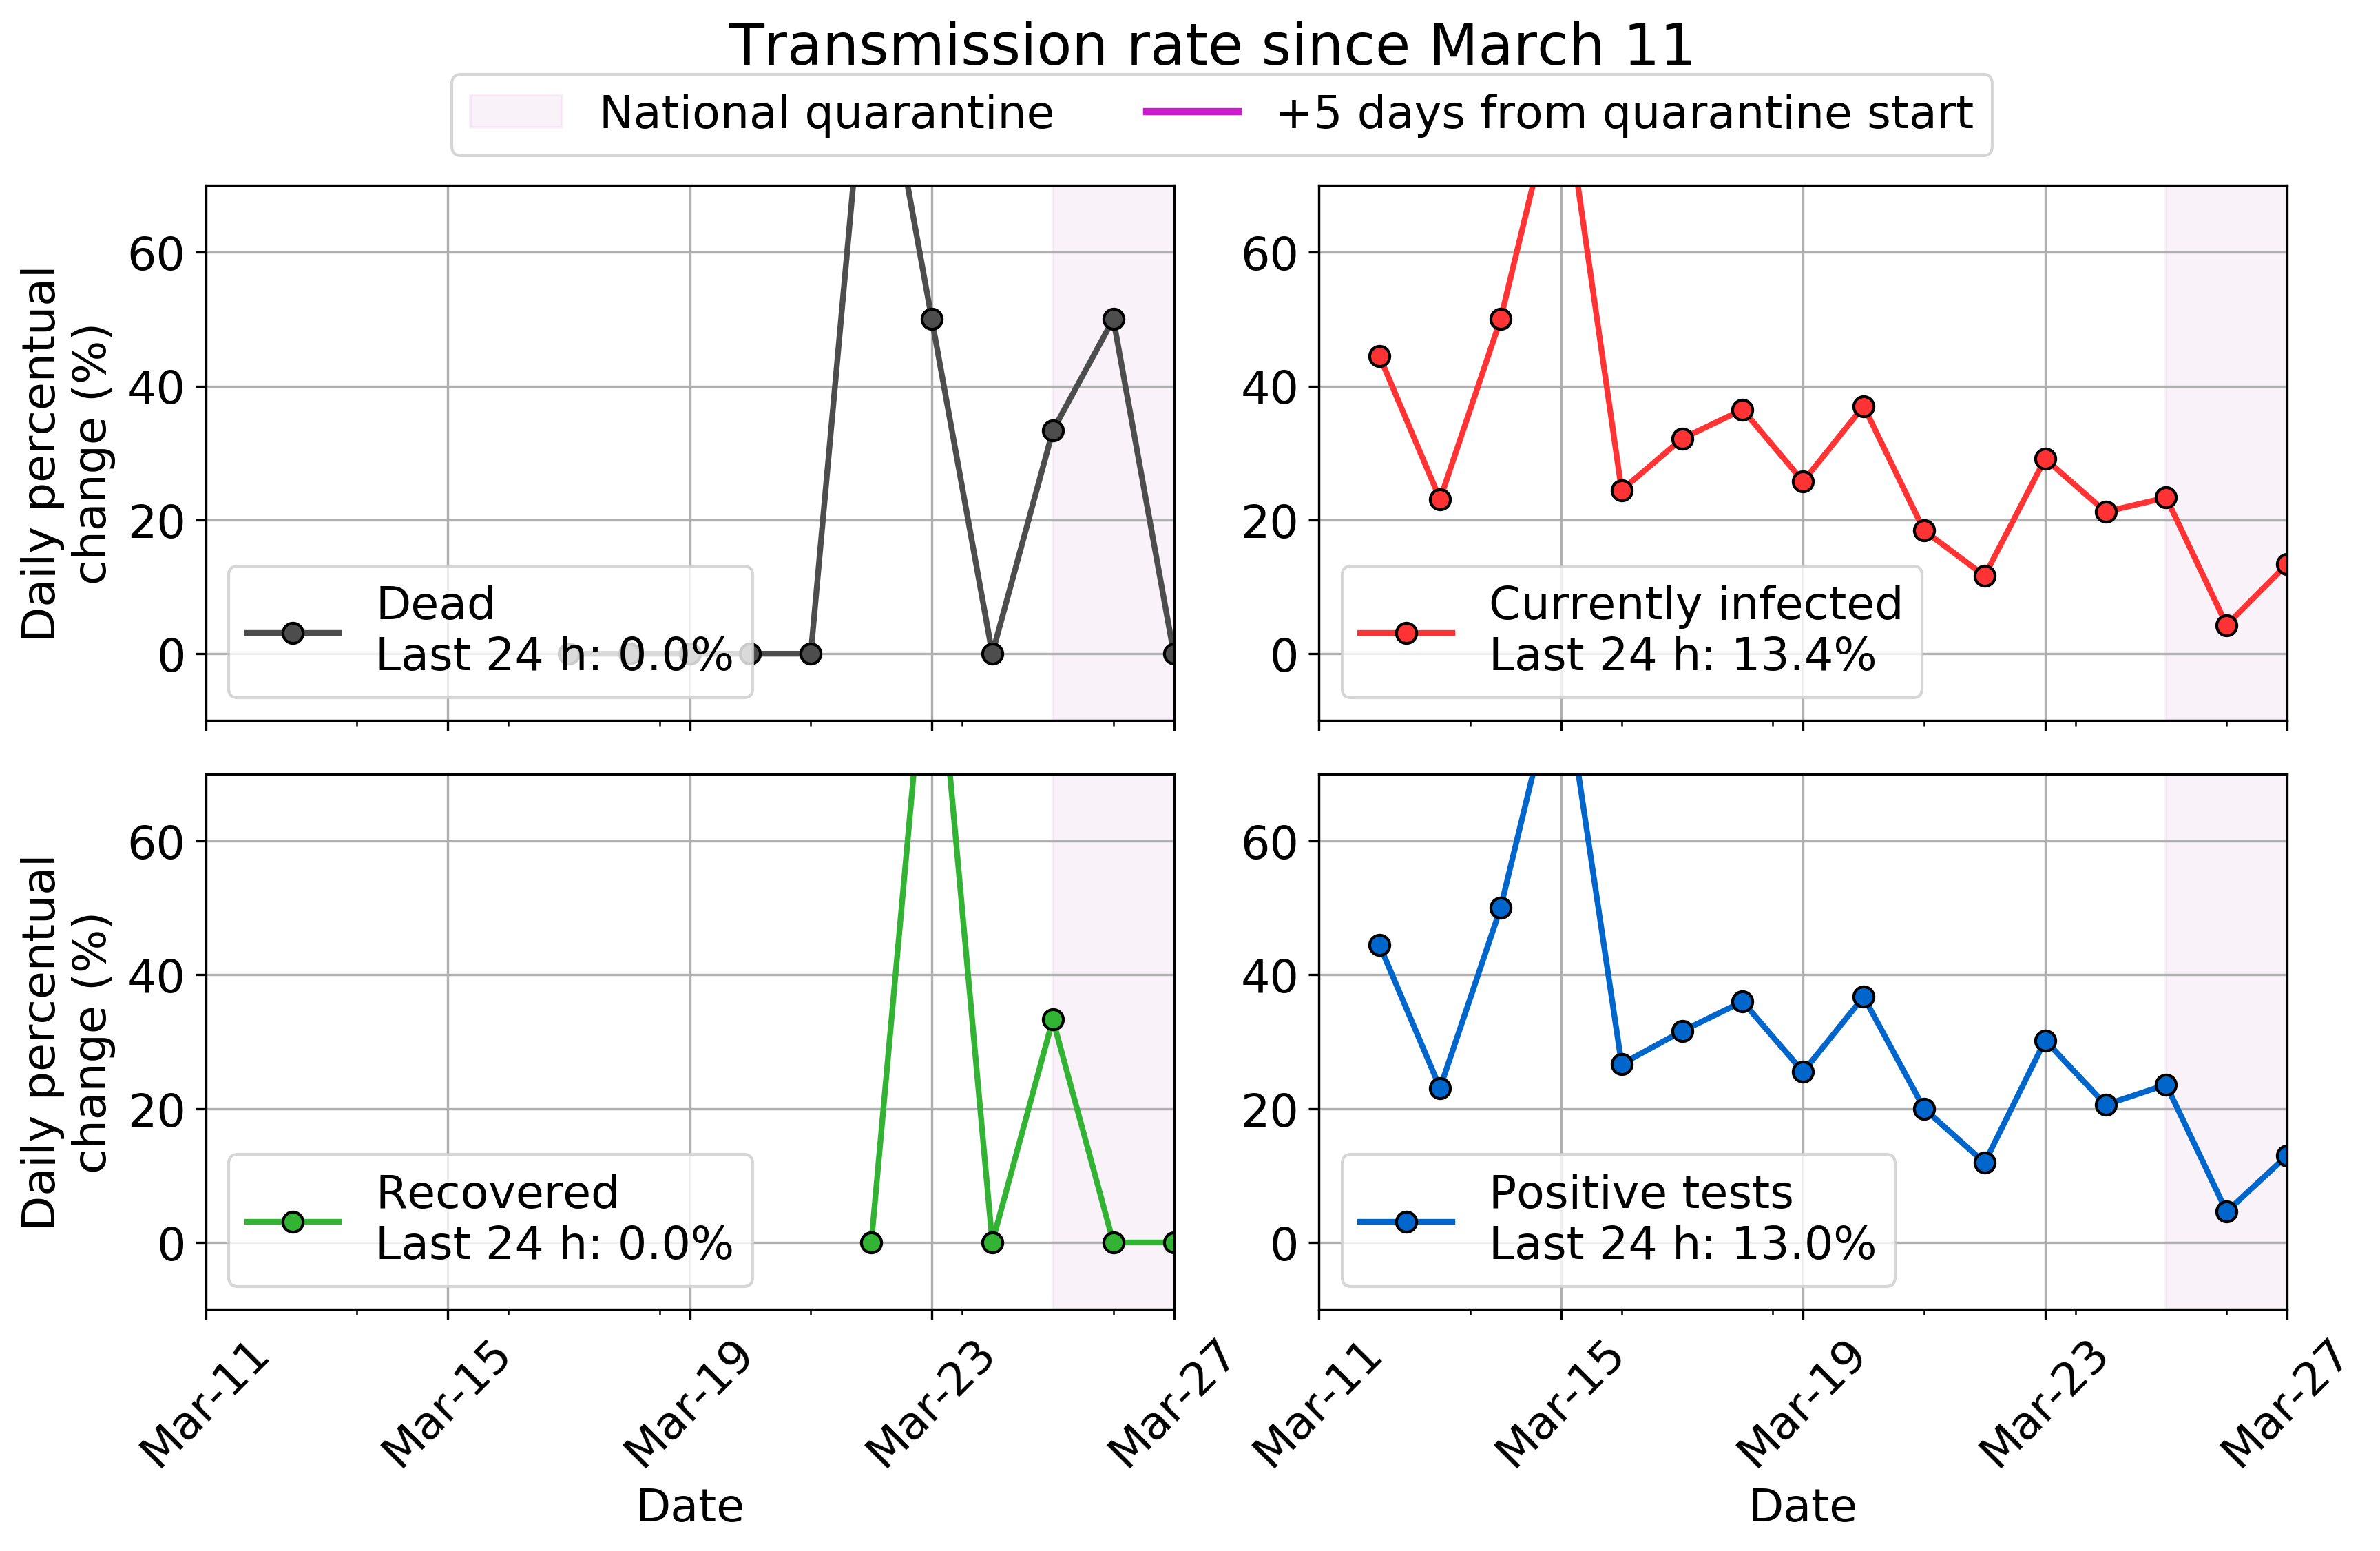 Transmission rate since March 11
National quarantine
+5 days from quarantine start
Daily percentual
change (%)
60
40
20
0
Dead
Last 24 h: 0.0%
60
40
20
0
Currently infected
Last 24 h: 13.4%
Daily percentual
change (%)
60
40
20
0
Recovered
Last 24 h: 0.0%
Mar-11
Mar-15
Mar-19
Mar-23
Mar-27
Date
60
40
20
0
Positive tests
Last 24 h: 13.0%
Mar-11
Mar-15
Mar-19
Mar-23
Mar-27
Date